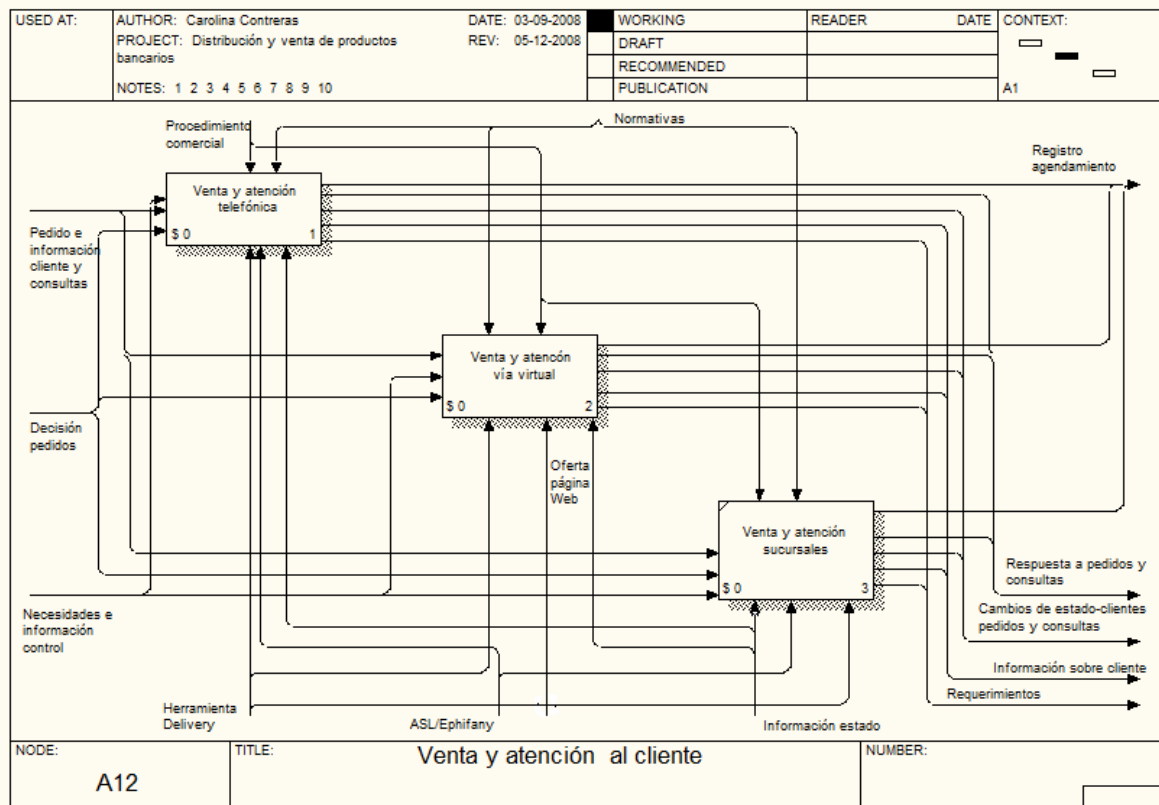 USED AT:
AUTHOR: Carolina Contreras
DATE: 03-09-2008
PROJECT: Distribución y venta de productos
bancarios
REV: 05-12-2008
NOTES: 1 2 3 4 5 6 7 8 9 10
WORKING
DRAFT
RECOMMENDED
PUBLICATION
READER DATE
CONTEXT:
A1
Procedimiento
comercial
Normativas
Registro
agendamiento
Venta y atención
telefónica
$ 0 1
Pedido e
información
cliente y
consultas
Venta y atencón
vía virtual
$ 0 2
Decisión
pedidos
Oferta
página
Web
Venta y atención
sucursales
$ 0 3
Respuesta a pedidos y
consultas
Necesidades e
información
control
Cambios de estado-clientes
pedidos y consultas
Información sobre cliente
Requerimientos
Herramienta
Delivery
ASL/Ephifany
Información estado
NODE:
A12
TITLE:
Venta y atención al cliente
NUMBER: